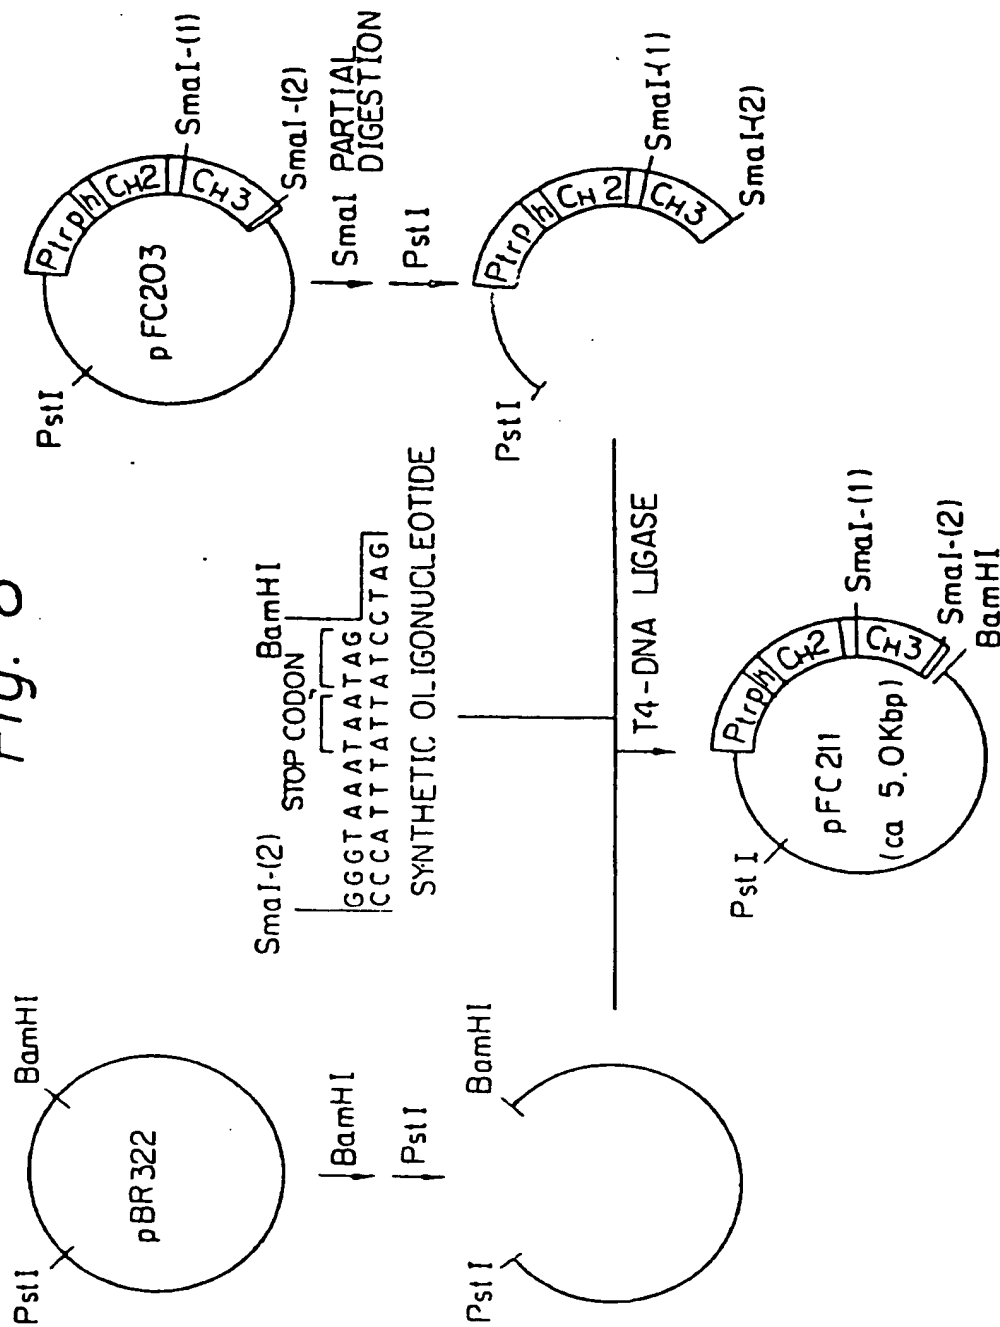 Fig. 8
PstI
BamHI
pBR322
BamHI
PstI
PstI
BamHI
SmaI-(2)
STOP CODON
BamHI
GGGTAAATAATAG
CCCATTTATTATCCTAG
SYNTHETIC OLIGONUCLEOTIDE
PstI
pFC203
Ptrp
h
CH2
CH3
SmaI-(1)
SmaI-(2)
SmaI PARTIAL
DIGESTION
PstI
PstI
Ptrp
h
CH2
CH3
SmaI-(1)
SmaI-(2)
T4-DNA LIGASE
PstI
pFC211
(ca 5.0Kbp)
Ptrp
h
CH2
CH3
SmaI-(1)
SmaI-(2)
BamHI